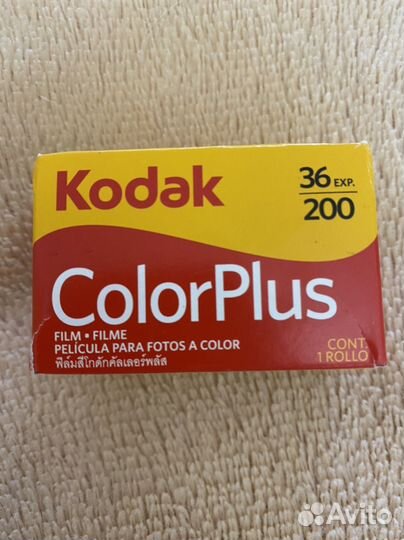 Kodak
36 EXP.
200
ColorPlus
FILM • FILME
PELÍCULA PARA FOTOS A COLOR
ฟิล์มสีโกดักคัลเลอร์พลัส
CONT.
1 ROLLO
Avito